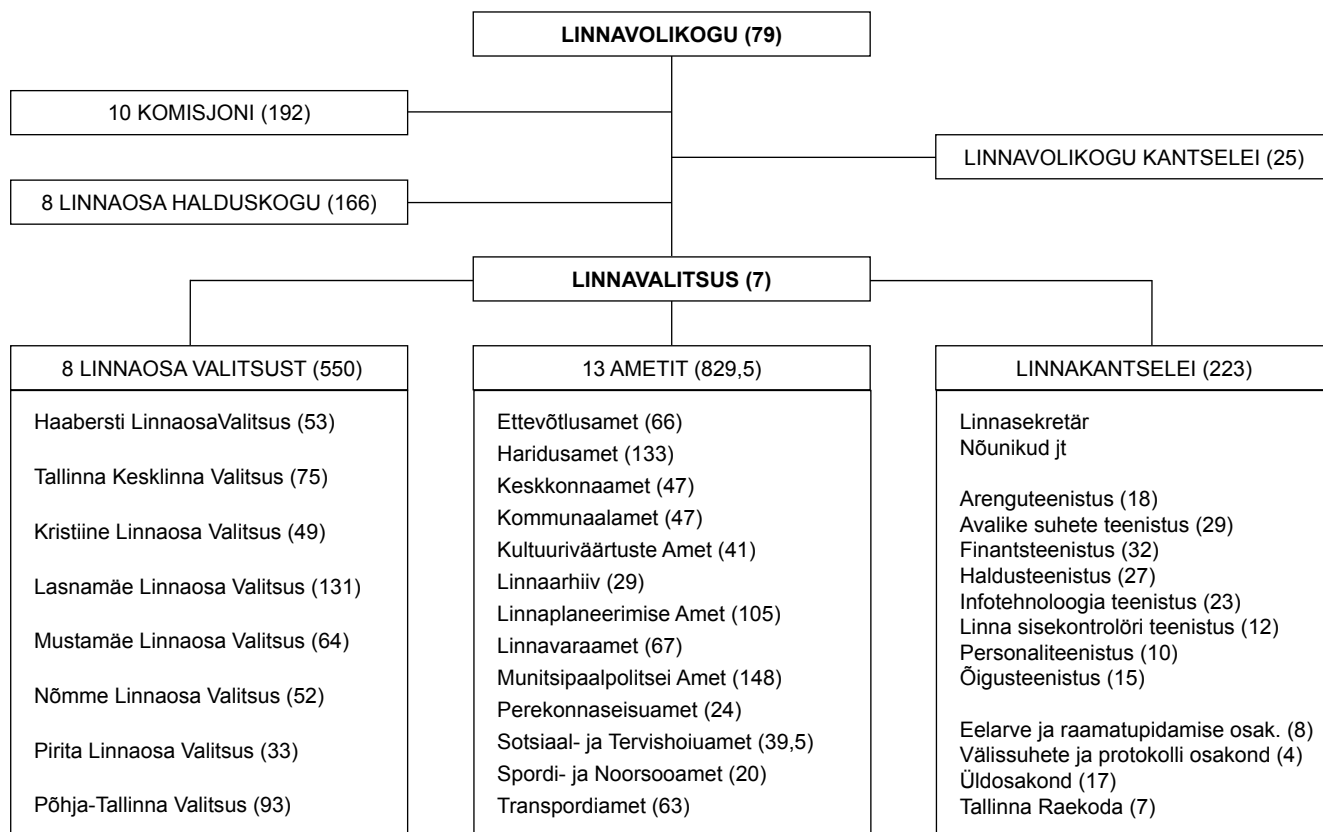 LINNAVOLIKOGU (79)
10 KOMISJONI (192)
LINNAVOLIKOGU KANTSELEI (25)
8 LINNAOSA HALDUSKOGU (166)
LINNAVALITSUS (7)
8 LINNAOSA VALITSUST (550)
Haabersti LinnaosaValitsus (53)
Tallinna Kesklinna Valitsus (75)
Kristiine Linnaosa Valitsus (49)
Lasnamäe Linnaosa Valitsus (131)
Mustamäe Linnaosa Valitsus (64)
Nõmme Linnaosa Valitsus (52)
Pirita Linnaosa Valitsus (33)
Põhja-Tallinna Valitsus (93)
13 AMETIT (829,5)
Ettevõtlusamet (66)
Haridusamet (133)
Keskkonnaamet (47)
Kommunaalamet (47)
Kultuuriväärtuste Amet (41)
Linnaarhiiv (29)
Linnaplaneerimise Amet (105)
Linnavaraamet (67)
Munitsipaalpolitsei Amet (148)
Perekonnaseisuamet (24)
Sotsiaal- ja Tervishoiuamet (39,5)
Spordi- ja Noorsooamet (20)
Transpordiamet (63)
LINNAKANTSELEI (223)
Linnasekretär
Nõunikud jt
Arenguteenistus (18)
Avalike suhete teenistus (29)
Finantsteenistus (32)
Haldusteenistus (27)
Infotehnoloogia teenistus (23)
Linna sisekontrolöri teenistus (12)
Personaliteenistus (10)
Õigusteenistus (15)
Eelarve ja raamatupidamise osak. (8)
Välissuhete ja protokolli osakond (4)
Üldosakond (17)
Tallinna Raekoda (7)